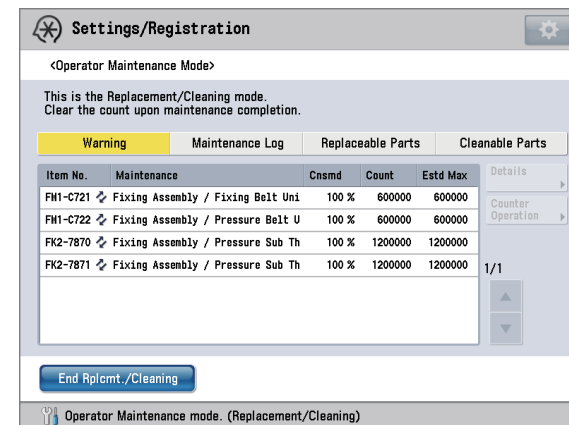 Settings/Registration
<Operator Maintenance Mode>
This is the Replacement/Cleaning mode.
Clear the count upon maintenance completion.
Warning Maintenance Log Replaceable Parts Cleanable Parts
Item No. Maintenance Cnsmd Count Estd Max
FM1-C721 Fixing Assembly / Fixing Belt Uni 100 % 600000 600000
FM1-C722 Fixing Assembly / Pressure Belt U 100 % 600000 600000
FK2-7870 Fixing Assembly / Pressure Sub Th 100 % 1200000 1200000
FK2-7871 Fixing Assembly / Pressure Sub Th 100 % 1200000 1200000
Details
Counter
Operation
1/1
End Rplcmt./Cleaning
Operator Maintenance mode. (Replacement/Cleaning)